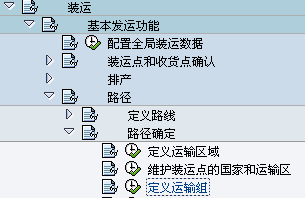 装运
基本发运功能
配置全局装运数据
装运点和收货点确认
排产
路径
定义路线
路径确定
定义运输区域
维护装运点的国家和运输区
定义运输组